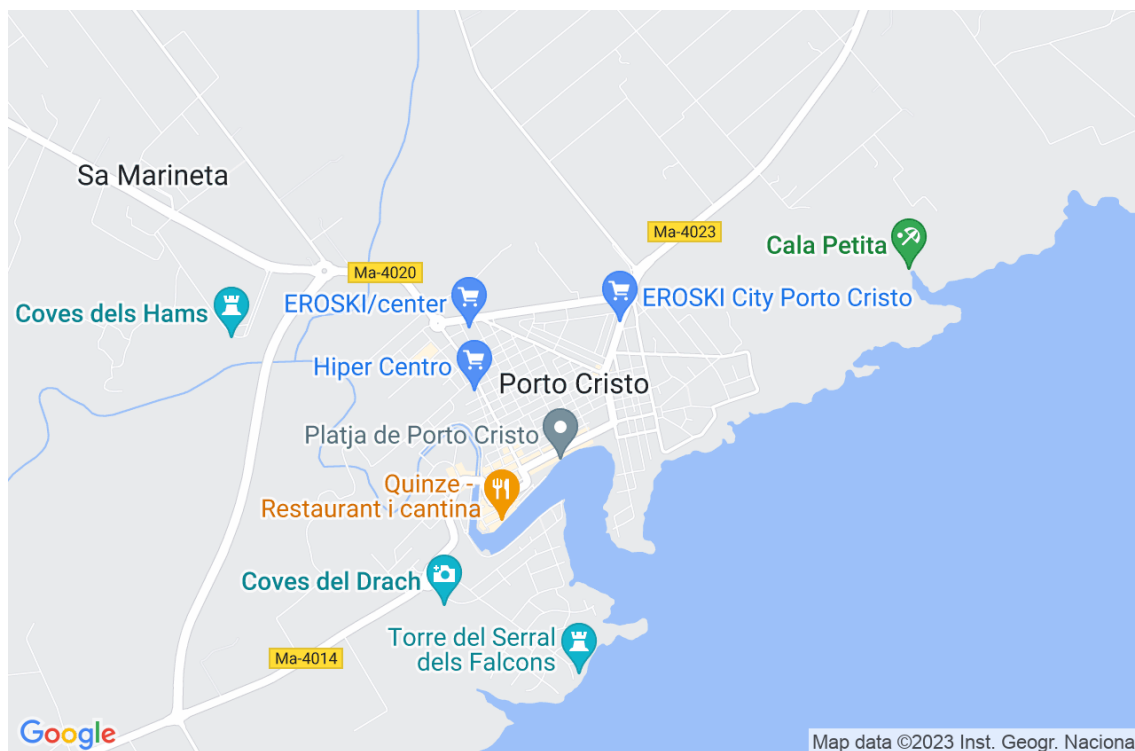 Sa Marineta
Ma-4023
Cala Petita
Ma-4020
Coves dels Hams
EROSKI/center
EROSKI City Porto Cristo
Hiper Centro
Porto Cristo
Platja de Porto Cristo
Quinze -
Restaurant i cantina
Coves del Drach
Torre del Serral
dels Falcons
Ma-4014
Google
Map data ©2023 Inst. Geogr. Naciona